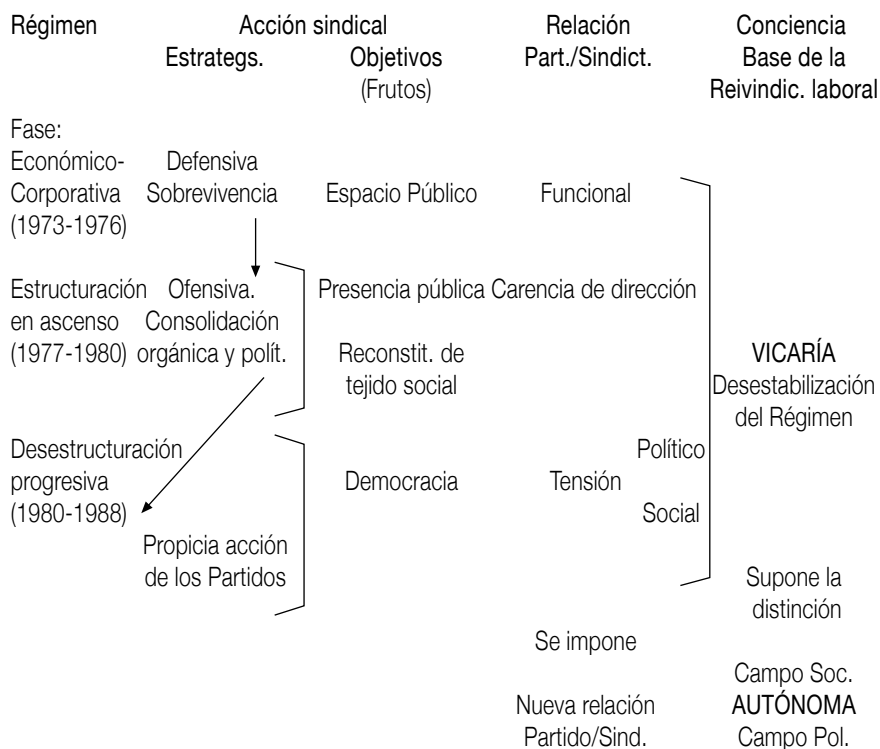 Régimen Acción sindical Relación Conciencia
Estrategs. Objetivos Part./Sindict. Base de la
(Frutos) Reivindic. laboral
Fase:
Económico- Defensiva
Corporativa Sobrevivencia Espacio Público Funcional
(1973-1976)
Estructuración Ofensiva. Presencia pública Carencia de dirección
en ascenso Consolidación
(1977-1980) orgánica y polít. Reconstit. de VICARÍA
tejido social Desestabilización
del Régimen
Desestructuración Político
progresiva Democracia Tensión
(1980-1988) Social
Propicia acción
de los Partidos Supone la
distinción
Se impone
Campo Soc.
Nueva relación AUTÓNOMA
Partido/Sind. Campo Pol.